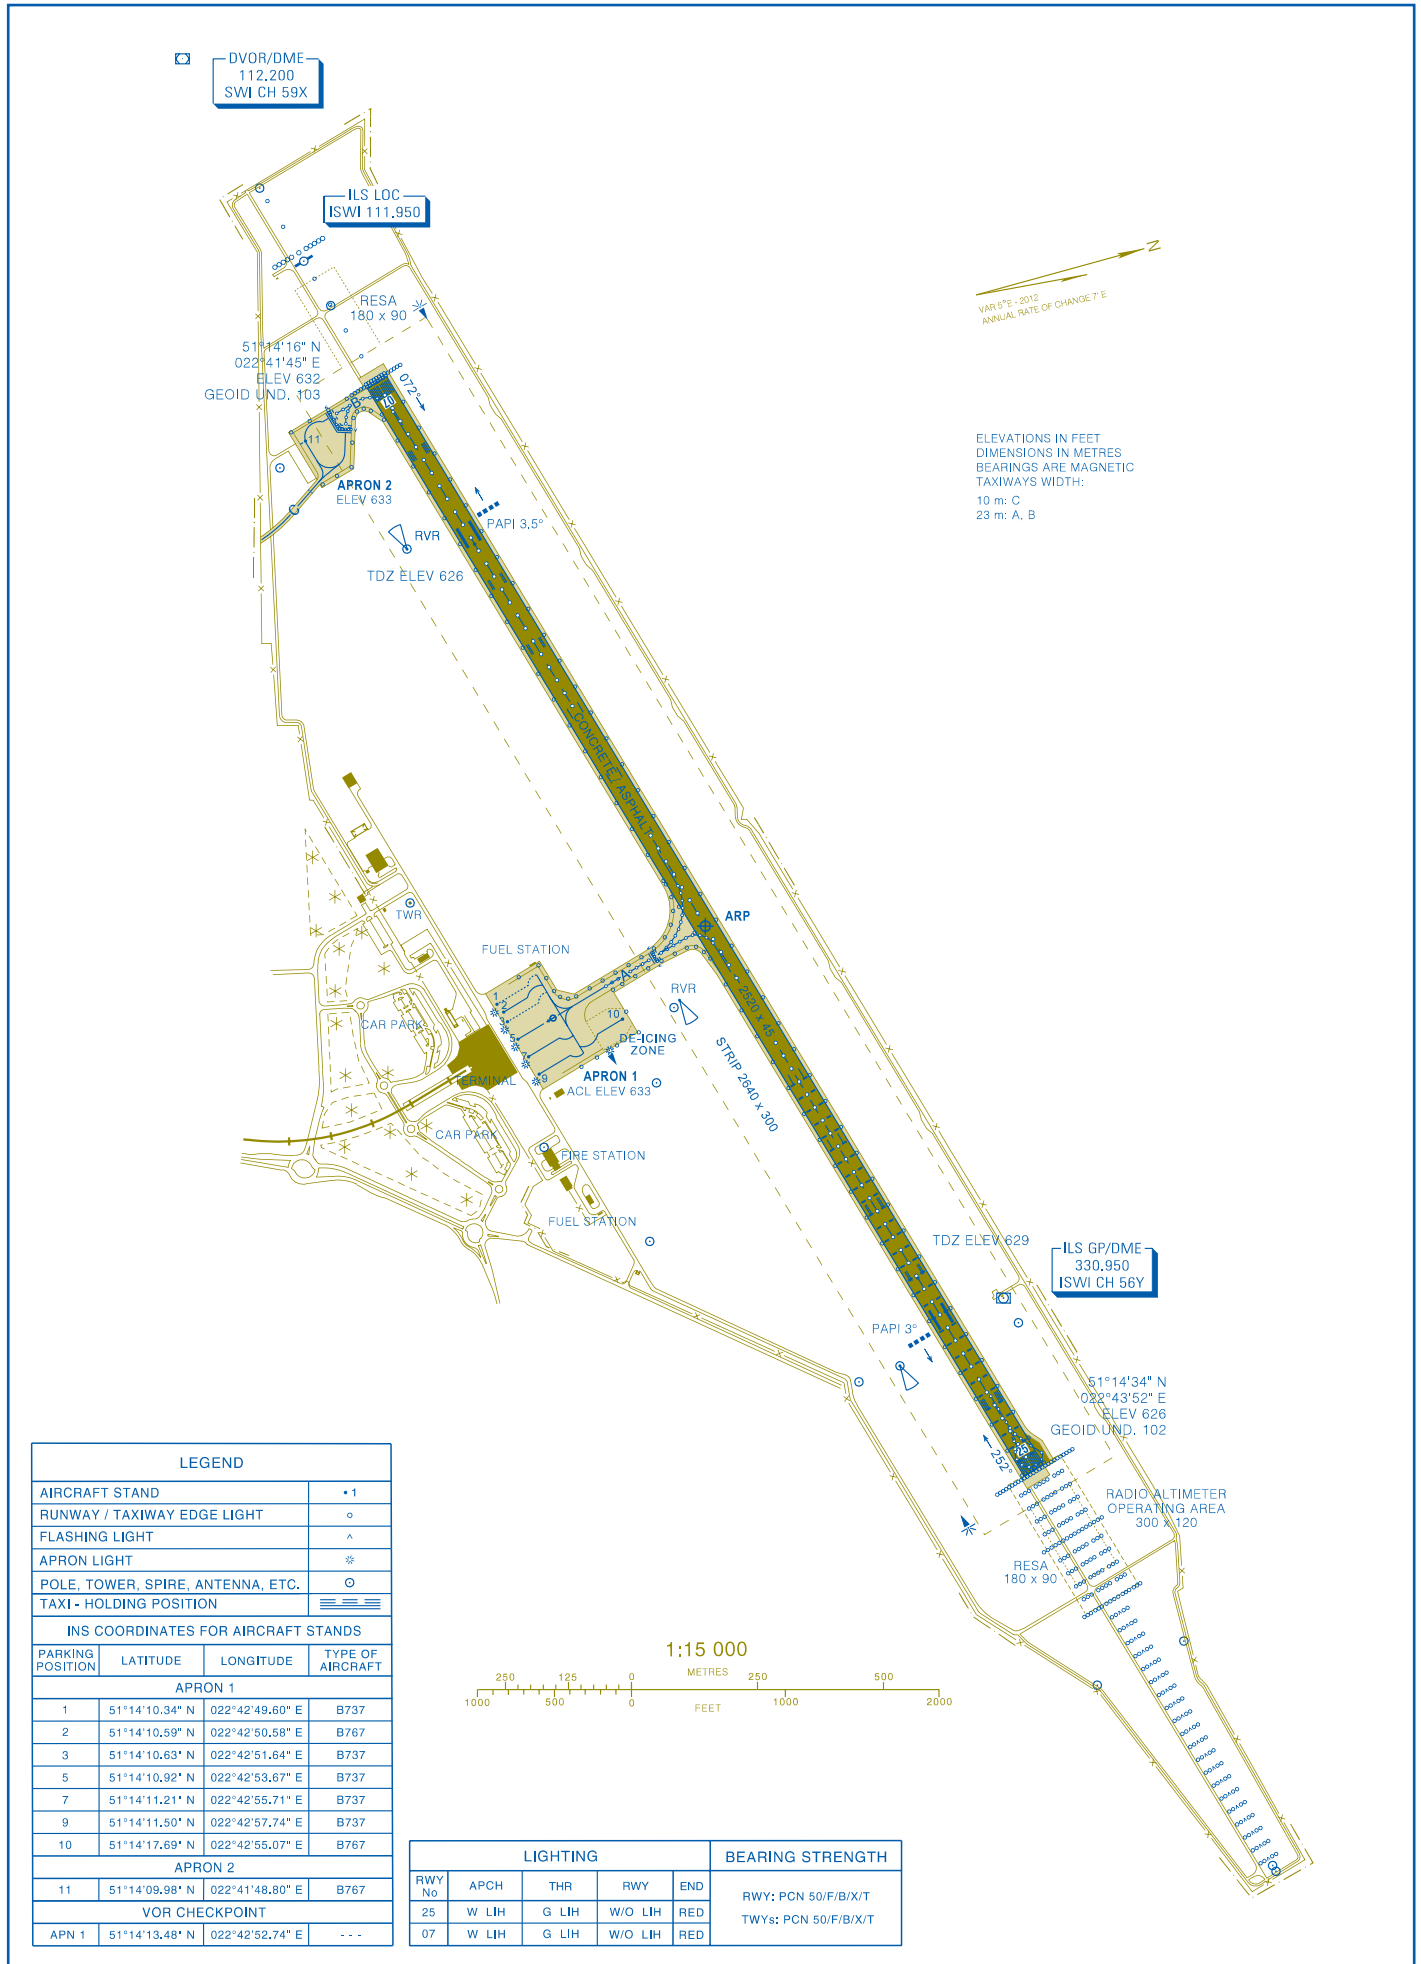 DVOR/DME
112.200
SWI CH 59X
ILS LOC
ISWI 111.950
N
VAR 5°E - 2012
ANNUAL RATE OF CHANGE 7' E
RESA
180 x 90
51°14'16" N
022°41'45" E
ELEV 632
GEOID UND. 103
072°
07
B
11
APRON 2
ELEV 633
C
PAPI 3,5°
RVR
TDZ ELEV 626
ELEVATIONS IN FEET
DIMENSIONS IN METRES
BEARINGS ARE MAGNETIC
TAXIWAYS WIDTH:
10 m: C
23 m: A, B
CONCRETE / ASPHALT
TWR
ARP
FUEL STATION
A
1
2
3
5
7
9
10
RVR
2520 x 45
CAR PARK
DE-ICING
ZONE
STRIP 2640 x 300
TERMINAL
APRON 1
ACL ELEV 633
CAR PARK
FIRE STATION
FUEL STATION
TDZ ELEV 629
ILS GP/DME
330.950
ISWI CH 56Y
PAPI 3°
51°14'34" N
022°43'52" E
ELEV 626
GEOID UND. 102
25
252°
RADIO ALTIMETER
OPERATING AREA
300 x 120
RESA
180 x 90
LEGEND
AIRCRAFT STAND • 1
RUNWAY / TAXIWAY EDGE LIGHT
FLASHING LIGHT
APRON LIGHT
POLE, TOWER, SPIRE, ANTENNA, ETC.
TAXI - HOLDING POSITION
INS COORDINATES FOR AIRCRAFT STANDS
PARKING POSITION LATITUDE LONGITUDE TYPE OF AIRCRAFT
APRON 1
1 51°14'10.34" N 022°42'49.60" E B737
2 51°14'10.59" N 022°42'50.58" E B767
3 51°14'10.63" N 022°42'51.64" E B737
5 51°14'10.92" N 022°42'53.67" E B737
7 51°14'11.21" N 022°42'55.71" E B737
9 51°14'11.50" N 022°42'57.74" E B737
10 51°14'17.69" N 022°42'55.07" E B767
APRON 2
11 51°14'09.98" N 022°41'48.80" E B767
VOR CHECKPOINT
APN 1 51°14'13.48" N 022°42'52.74" E - - -
1:15 000
METRES
250 125 0 250 500
1000 500 0 1000 2000
FEET
LIGHTING
RWY No APCH THR RWY END
25 W LIH G LIH W/O LIH RED
07 W LIH G LIH W/O LIH RED
BEARING STRENGTH
RWY: PCN 50/F/B/X/T
TWYs: PCN 50/F/B/X/T